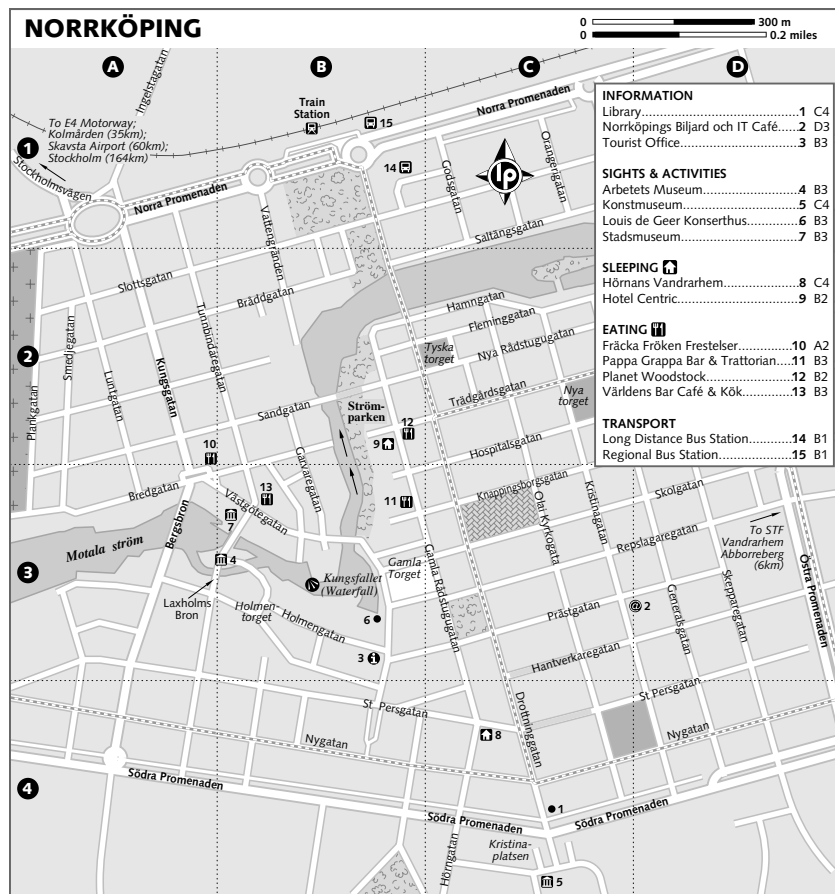 NORRKÖPING
0 300 m
0 0.2 miles
A
B
C
D
1
2
3
4
INFORMATION
Library 1 C4
Norrköpings Biljard och IT Café 2 D3
Tourist Office 3 B3
SIGHTS & ACTIVITIES
Arbetets Museum 4 B3
Konstmuseum 5 C4
Louis de Geer Konserthus 6 B3
Stadsmuseum 7 B3
SLEEPING
Hörnans Vandrarhem 8 C4
Hotel Centric 9 B2
EATING
Fräcka Fröken Frestelser 10 A2
Pappa Grappa Bar & Trattorian 11 B3
Planet Woodstock 12 B2
Världens Bar Café & Kök 13 B3
TRANSPORT
Long Distance Bus Station 14 B1
Regional Bus Station 15 B1
Ingelstagatan
To E4 Motorway;
Kolmården (35km);
Skavsta Airport (60km);
Stockholm (164km)
Stockholmsvägen
Train
Station
15
14
lp
Norra Promenaden
Norra Promenaden
Godsgatan
Orangerigatan
Saltängsgatan
Vattengränden
Slottsgatan
Bråddgatan
Tunnbindaregatan
Kungsgatan
Luntgatan
Smedjegatan
Plankgatan
Sandgatan
Hamngatan
Fleminggatan
Nya Rådstugugatan
Tyska
torget
Trädgårdsgatan
Nya
torget
Ström-
parken
12
9
10
Hospitalsgatan
Knäppingsborgsgatan
Bredgatan
13
Garvaregatan
Västgötegatan
7
11
Skolgatan
Olai Kyrkogata
Kristinagatan
Repslagaregatan
To STF
Vandrarhem
Abborreberg
(6km)
Östra Promenaden
Motala ström
Bergsbron
4
Laxholms
Bron
Holmen-
torget
Holmengatan
Kungsfallet
(Waterfall)
Gamla
Torget
Gamla Rådstugugatan
6
3
Prästgatan
2
Generalsgatan
Skepparegatan
Hantverkaregatan
St Persgatan
St Persgatan
8
Drottninggatan
Nygatan
Nygatan
Södra Promenaden
Södra Promenaden
Södra Promenaden
1
Kristina-
platsen
Hörngatan
5